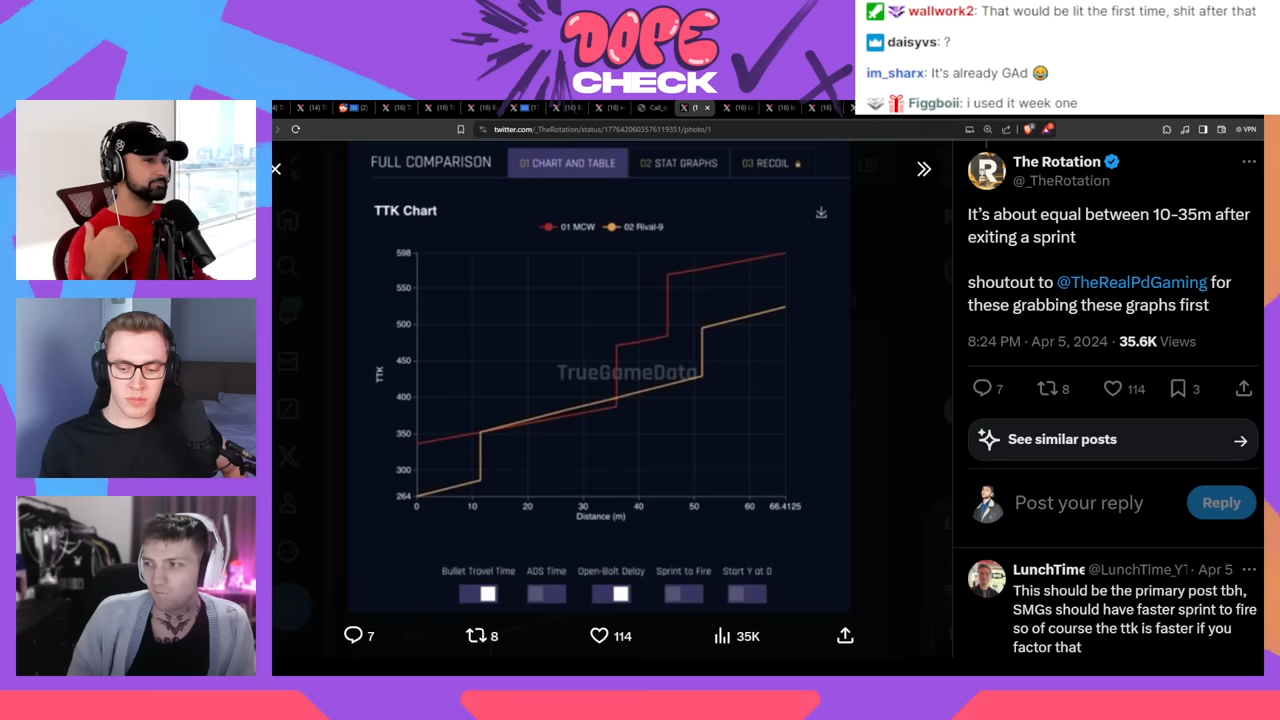 DOPE
CHECK
wallwork2: That would be lit the first time, shit after that
daisyvs: ?
im_sharx: It's already GAd 😂
Figgboii: i used it week one
twitter.com/_TheRotation/status/1776420603576119351/photo/1
VPN
FULL COMPARISON
01 CHART AND TABLE
02 STAT GRAPHS
03 RECOIL
TTK Chart
01 MCW
02 Rival-9
598
550
500
450
400
350
300
264
TTK
TrueGameData
0
10
20
30
40
50
60
66.4125
Distance (m)
Bullet Travel Time
ADS Time
Open-Bolt Delay
Sprint to Fire
Start Y at 0
7
8
114
35K
The Rotation
@_TheRotation
It's about equal between 10-35m after
exiting a sprint
shoutout to @TheRealPdGaming for
these grabbing these graphs first
8:24 PM · Apr 5, 2024 · 35.6K Views
7
8
114
3
See similar posts
Post your reply
Reply
LunchTime @LunchTime_Y1 · Apr 5
This should be the primary post tbh,
SMGs should have faster sprint to fire
so of course the ttk is faster if you
factor that